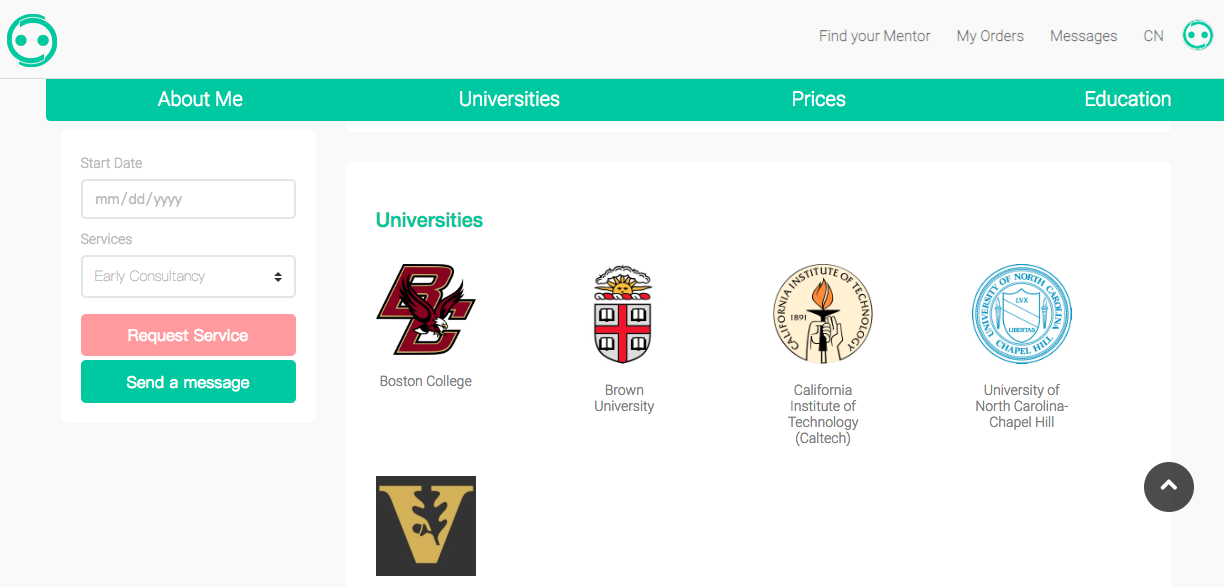 Find your Mentor
My Orders
Messages
CN
About Me
Universities
Prices
Education
Start Date
mm/dd/yyyy
Services
Early Consultancy
Request Service
Send a message
Universities
BC
CALIFORNIA INSTITUTE OF TECHNOLOGY
1891
UNIVERSITY OF NORTH CAROLINA
LVX
LIBERTAS
CHAPEL HILL
Boston College
Brown
University
California
Institute of
Technology
(Caltech)
University of
North Carolina-
Chapel Hill
V